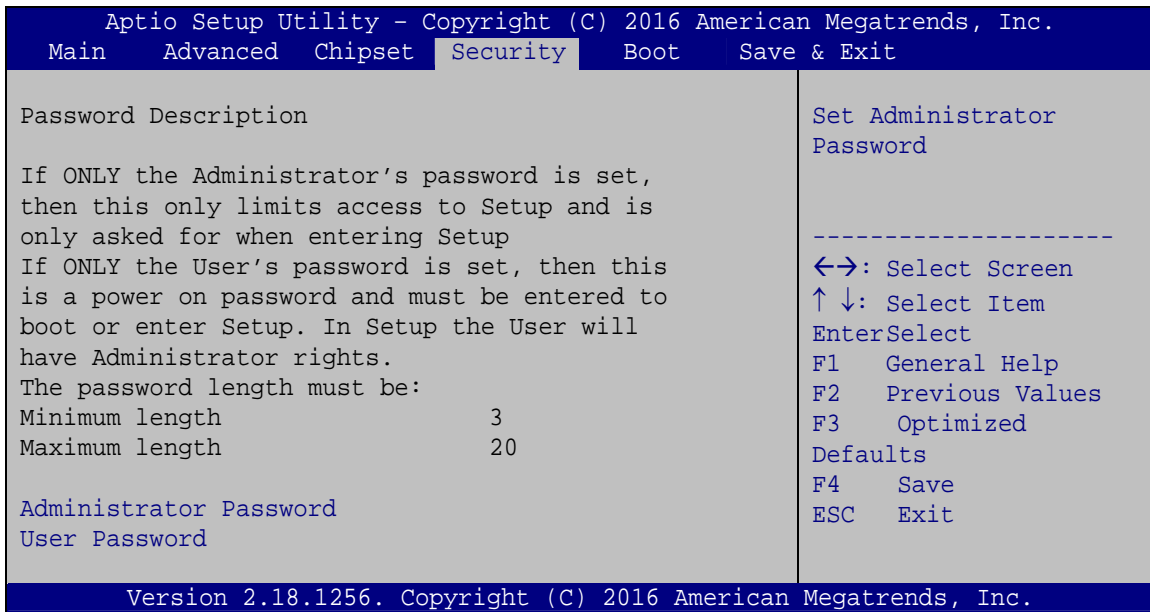 Aptio Setup Utility – Copyright (C) 2016 American Megatrends, Inc.
Main Advanced Chipset Security Boot Save & Exit
Password Description
If ONLY the Administrator’s password is set,
then this only limits access to Setup and is
only asked for when entering Setup
If ONLY the User’s password is set, then this
is a power on password and must be entered to
boot or enter Setup. In Setup the User will
have Administrator rights.
The password length must be:
Minimum length 3
Maximum length 20
Administrator Password
User Password
Set Administrator
Password
---------------------
←→: Select Screen
↑ ↓: Select Item
EnterSelect
F1 General Help
F2 Previous Values
F3 Optimized
Defaults
F4 Save
ESC Exit
Version 2.18.1256. Copyright (C) 2016 American Megatrends, Inc.